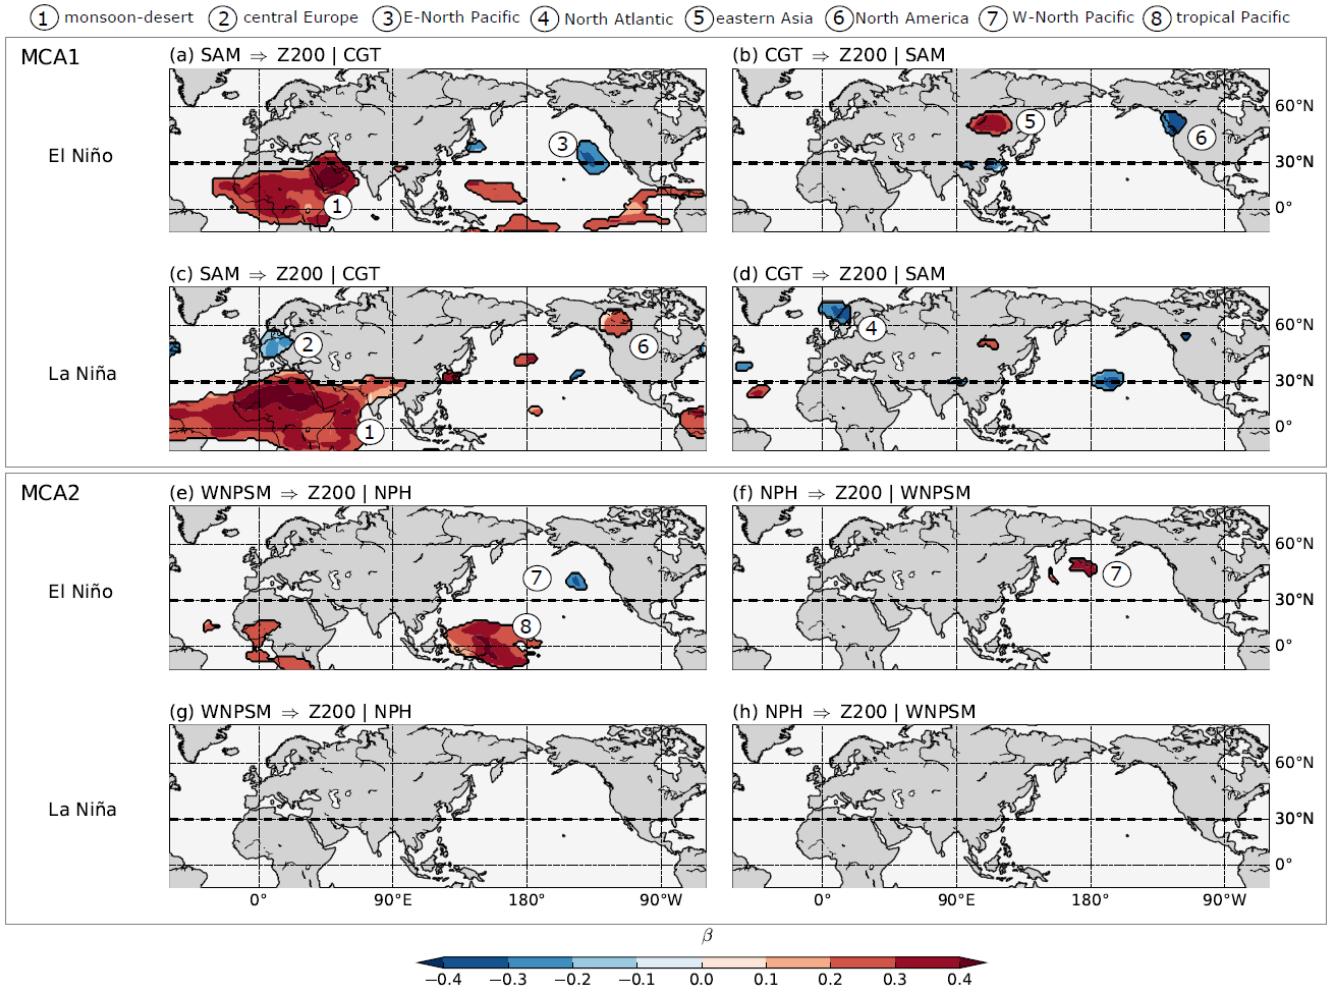 1 monsoon-desert 2 central Europe 3 E-North Pacific 4 North Atlantic 5 eastern Asia 6 North America 7 W-North Pacific 8 tropical Pacific
MCA1
(a) SAM ⇒ Z200 | CGT
(b) CGT ⇒ Z200 | SAM
El Niño
3
1
5
6
60°N
30°N
0°
(c) SAM ⇒ Z200 | CGT
(d) CGT ⇒ Z200 | SAM
La Niña
2
6
1
4
60°N
30°N
0°
MCA2
(e) WNPSM ⇒ Z200 | NPH
(f) NPH ⇒ Z200 | WNPSM
El Niño
7
8
7
60°N
30°N
0°
(g) WNPSM ⇒ Z200 | NPH
(h) NPH ⇒ Z200 | WNPSM
La Niña
60°N
30°N
0°
0° 90°E 180° 90°W 0° 90°E 180° 90°W
β
−0.4 −0.3 −0.2 −0.1 0.0 0.1 0.2 0.3 0.4